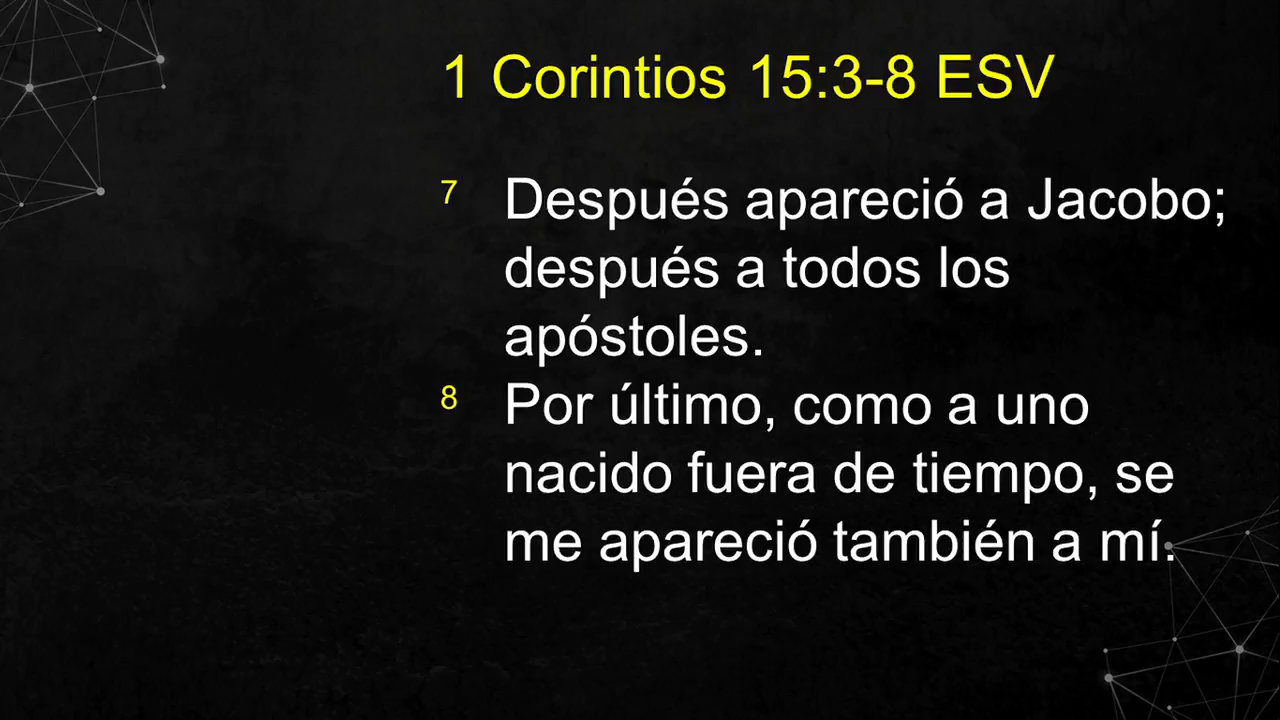 1 Corintios 15:3-8 ESV
7 Después apareció a Jacobo;
después a todos los
apóstoles.
8 Por último, como a uno
nacido fuera de tiempo, se
me apareció también a mí.